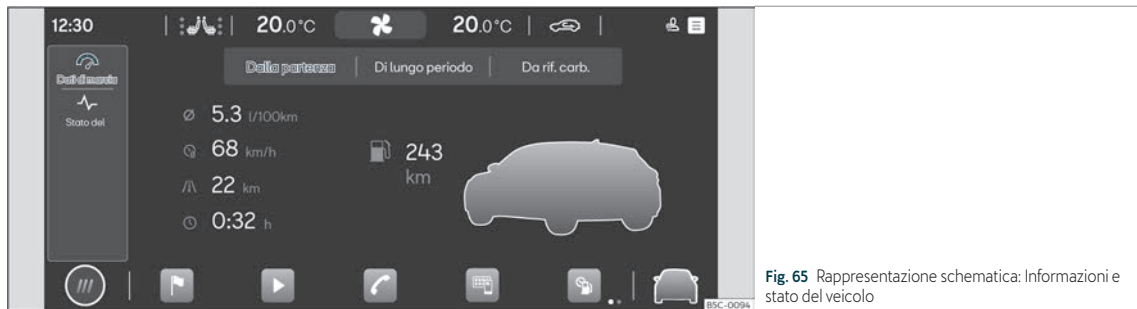 12:30
20.0°C
20.0°C
Dati di marcia
Stato del
Dalla partenza
Di lungo periodo
Da rif. carb.
Ø 5.3 l/100km
68 km/h
22 km
0:32 h
243
km
B5C-0094
Fig. 65 Rappresentazione schematica: Informazioni e
stato del veicolo